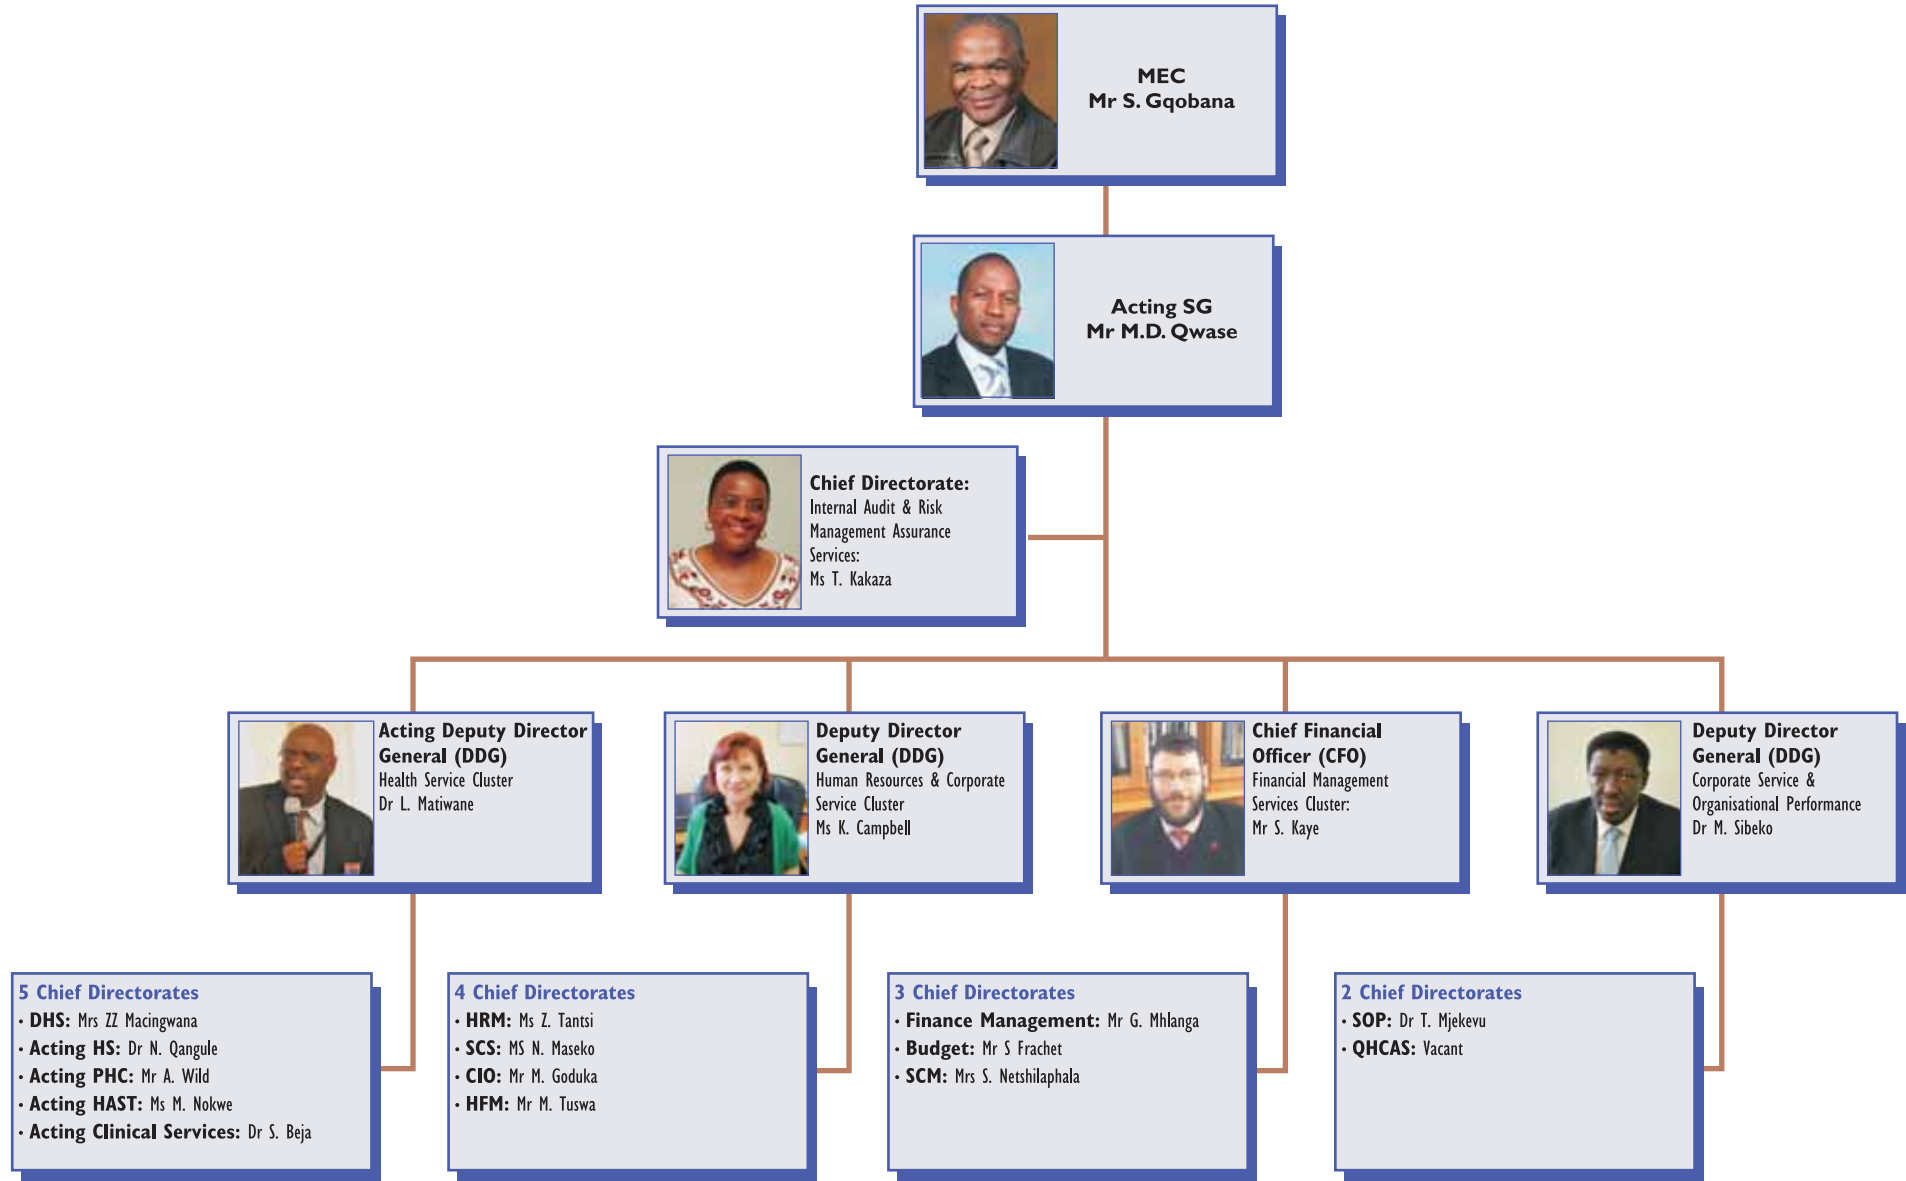 MEC
Mr S. Gqobana
Acting SG
Mr M.D. Qwase
Chief Directorate:
Internal Audit & Risk
Management Assurance
Services:
Ms T. Kakaza
Acting Deputy Director
General (DDG)
Health Service Cluster
Dr L. Matiwane
Deputy Director
General (DDG)
Human Resources & Corporate
Service Cluster
Ms K. Campbell
Chief Financial
Officer (CFO)
Financial Management
Services Cluster:
Mr S. Kaye
Deputy Director
General (DDG)
Corporate Service &
Organisational Performance
Dr M. Sibeko
5 Chief Directorates
· DHS: Mrs ZZ Macingwana
· Acting HS: Dr N. Qangule
· Acting PHC: Mr A. Wild
· Acting HAST: Ms M. Nokwe
· Acting Clinical Services: Dr S. Beja
4 Chief Directorates
· HRM: Ms Z. Tantsi
· SCS: MS N. Maseko
· CIO: Mr M. Goduka
· HFM: Mr M. Tuswa
3 Chief Directorates
· Finance Management: Mr G. Mhlanga
· Budget: Mr S Frachet
· SCM: Mrs S. Netshilaphala
2 Chief Directorates
· SOP: Dr T. Mjekevu
· QHCAS: Vacant